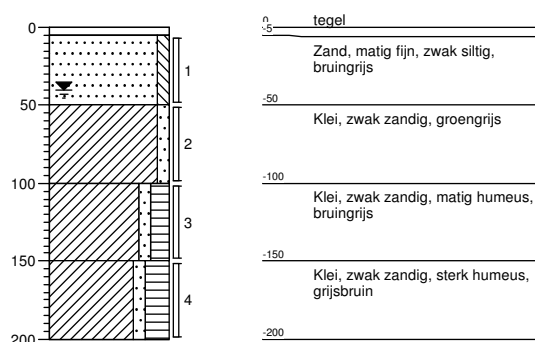 0
50
100
150
200
1
2
3
4
0
-5
tegel
Zand, matig fijn, zwak siltig,
bruingrijs
-50
Klei, zwak zandig, groengrijs
-100
Klei, zwak zandig, matig humeus,
bruingrijs
-150
Klei, zwak zandig, sterk humeus,
grijsbruin
-200